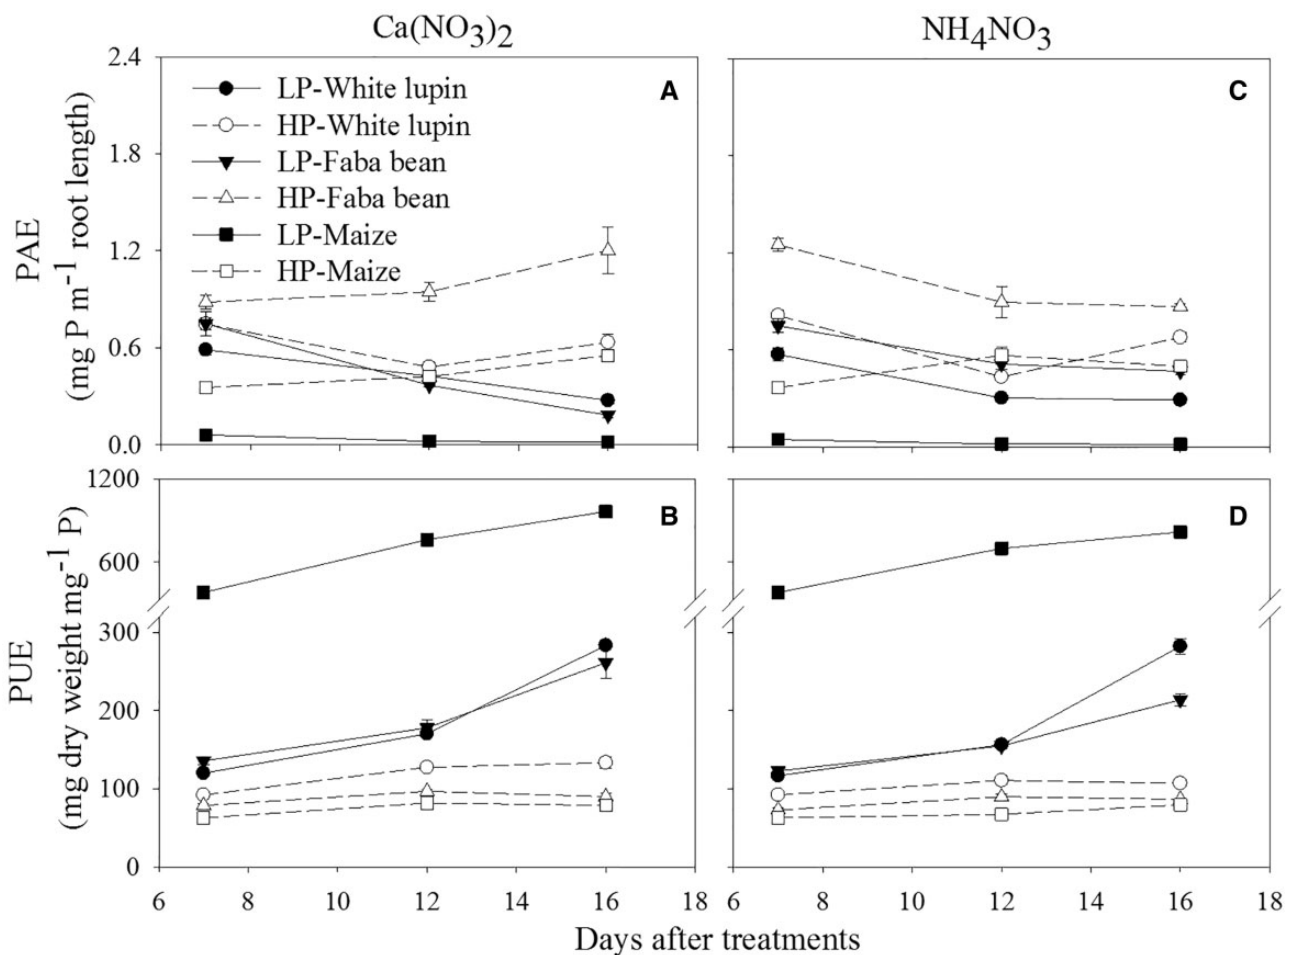 Ca(NO3)2
NH4NO3
PAE
(mg P m-1 root length)
2.4
1.8
1.2
0.6
0.0
LP-White lupin
HP-White lupin
LP-Faba bean
HP-Faba bean
LP-Maize
HP-Maize
A
C
PUE
(mg dry weight mg-1 P)
1200
600
300
200
100
0
B
D
6 8 10 12 14 16 18
6 8 10 12 14 16 18
Days after treatments